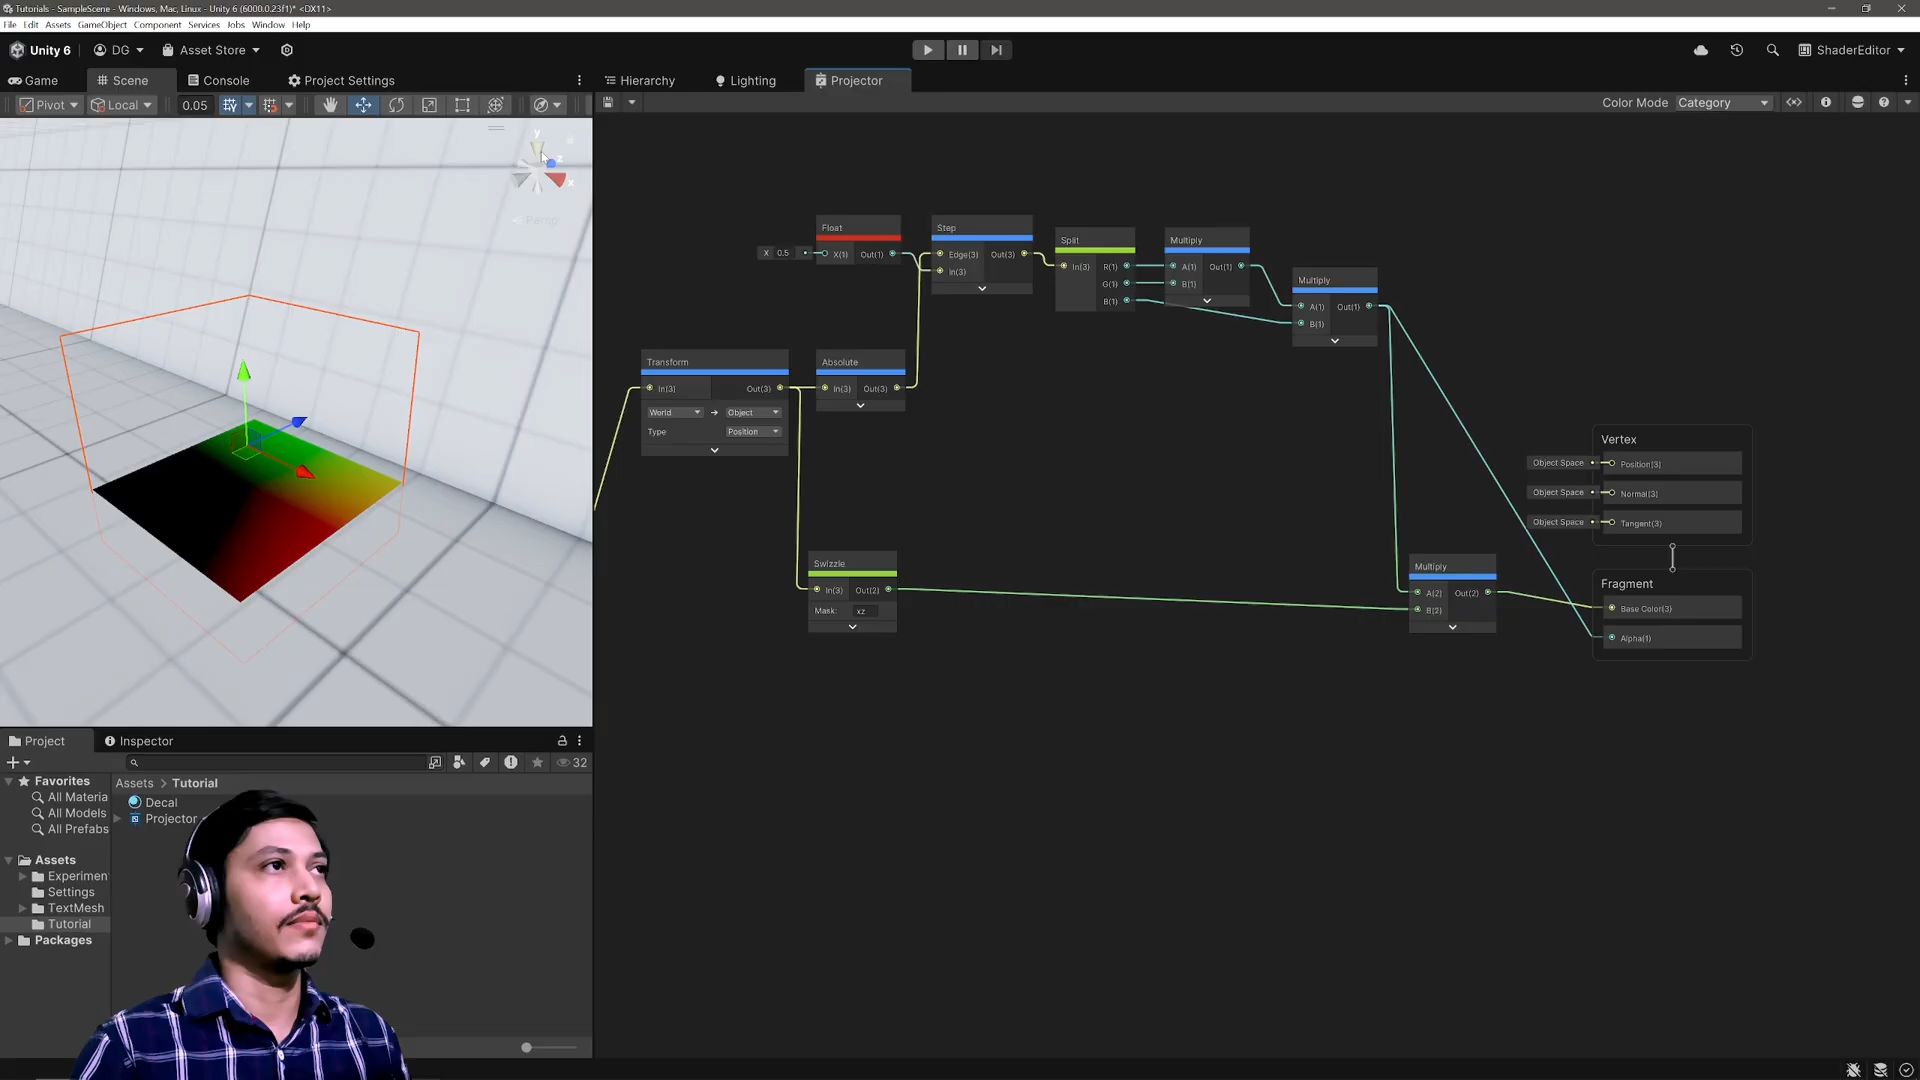 Tutorials - SampleScene - Windows, Mac, Linux - Unity 6 (6000.0.23f1)* <DX11>
File Edit Assets GameObject Component Services Jobs Window Help
Unity 6 DG Asset Store ShaderEditor
Game Scene Console Project Settings Hierarchy Lighting Projector
Pivot Local 0.05 Color Mode Category
y
z
x
Persp
Float
X 0.5 X(1) Out(1)
Step
Edge(3) Out(3)
In(3)
Split
In(3) R(1)
G(1)
B(1)
Multiply
A(1) Out(1)
B(1)
Multiply
A(1) Out(1)
B(1)
Transform
In(3) Out(3)
World Object
Type Position
Absolute
In(3) Out(3)
Swizzle
In(3) Out(2)
Mask: xz
Multiply
A(2) Out(2)
B(2)
Vertex
Object Space Position(3)
Object Space Normal(3)
Object Space Tangent(3)
Fragment
Base Color(3)
Alpha(1)
Project Inspector
32
Favorites
All Materia
All Models
All Prefabs
Assets
Experimen
Settings
TextMesh
Tutorial
Packages
Assets > Tutorial
Decal
Projector